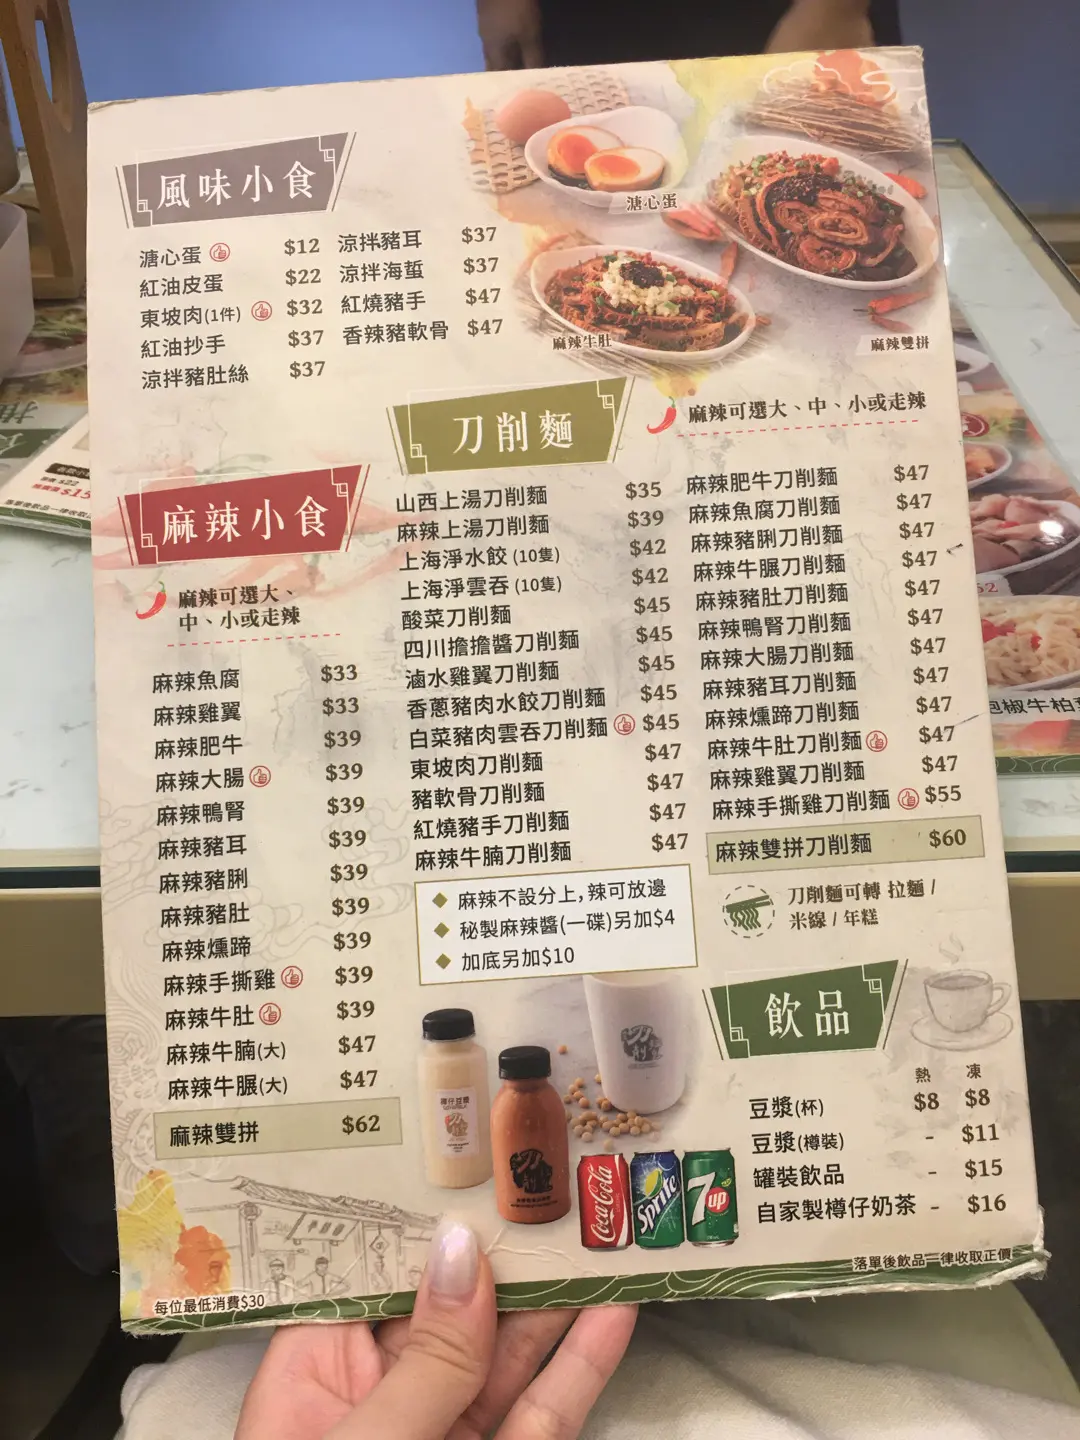 風味小食
溏心蛋 $12
紅油皮蛋 $22
東坡肉(1件) $32
紅油抄手 $37
涼拌豬肚絲 $37
涼拌豬耳 $37
涼拌海蜇 $37
紅燒豬手 $47
香辣豬軟骨 $47
溏心蛋
麻辣牛肚
麻辣雙拼
麻辣小食
麻辣可選大、
中、小或走辣
麻辣魚腐 $33
麻辣雞翼 $33
麻辣肥牛 $39
麻辣大腸 $39
麻辣鴨腎 $39
麻辣豬耳 $39
麻辣豬脷 $39
麻辣豬肚 $39
麻辣燻蹄 $39
麻辣手撕雞 $39
麻辣牛肚 $39
麻辣牛腩(大) $47
麻辣牛𦟌(大) $47
麻辣雙拼 $62
刀削麵
麻辣可選大、中、小或走辣
山西上湯刀削麵 $35
麻辣上湯刀削麵 $39
上海淨水餃(10隻) $42
上海淨雲吞(10隻) $42
酸菜刀削麵 $45
四川擔擔醬刀削麵 $45
滷水雞翼刀削麵 $45
香蔥豬肉水餃刀削麵 $45
白菜豬肉雲吞刀削麵 $45
東坡肉刀削麵 $47
豬軟骨刀削麵 $47
紅燒豬手刀削麵 $47
麻辣牛腩刀削麵 $47
麻辣肥牛刀削麵 $47
麻辣魚腐刀削麵 $47
麻辣豬脷刀削麵 $47
麻辣牛𦟌刀削麵 $47
麻辣豬肚刀削麵 $47
麻辣鴨腎刀削麵 $47
麻辣大腸刀削麵 $47
麻辣豬耳刀削麵 $47
麻辣燻蹄刀削麵 $47
麻辣牛肚刀削麵 $47
麻辣雞翼刀削麵 $47
麻辣手撕雞刀削麵 $55
麻辣雙拼刀削麵 $60
◆ 麻辣不設分上,辣可放邊
◆ 秘製麻辣醬(一碟)另加$4
◆ 加底另加$10
刀削麵可轉 拉麵 /
米線 / 年糕
飲品
熱 凍
豆漿(杯) $8 $8
豆漿(樽裝) - $11
罐裝飲品 - $15
自家製樽仔奶茶 - $16
Coca-Cola
Sprite
7up
落單後飲品一律收取正價
每位最低消費$30